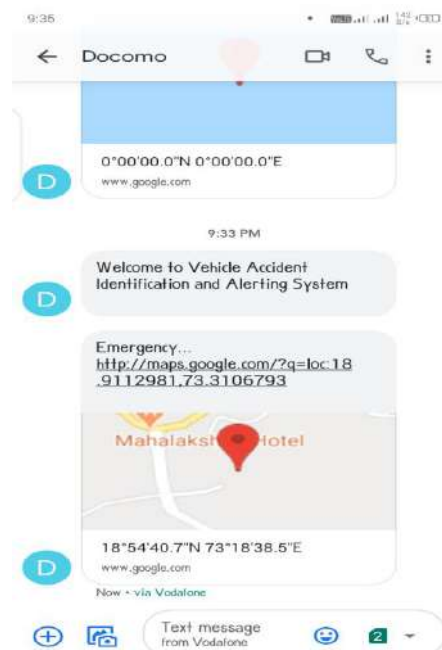 9:35
Docomo
0°00'00.0"N 0°00'00.0"E
www.google.com
9:33 PM
D
Welcome to Vehicle Accident
Identification and Alerting System
D
Emergency...
http://maps.google.com/?q=loc:18
.9112981,73.3106793
Mahalaksh Hotel
18°54'40.7"N 73°18'38.5"E
www.google.com
D
Now • via Vodafone
Text message
from Vodafone
2